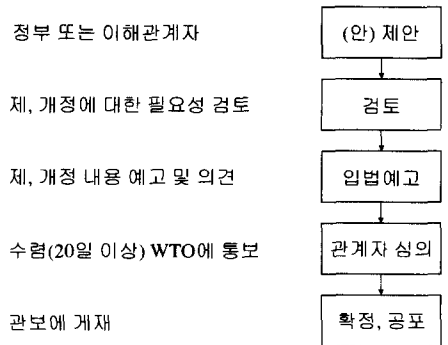 정부 또는 이해관계자
(안) 제안
제, 개정에 대한 필요성 검토
검토
제, 개정 내용 예고 및 의견
입법예고
수렴(20일 이상) WTO에 통보
관계자 심의
관보에 게재
확정, 공포